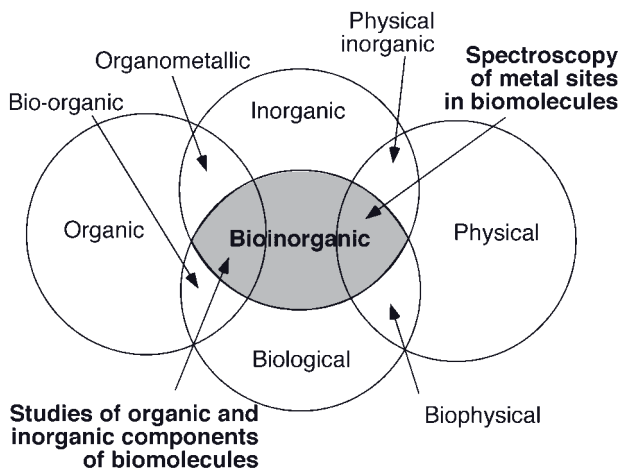 Physical
inorganic
Organometallic
Spectroscopy
of metal sites
in biomolecules
Bio-organic
Inorganic
Organic
Bioinorganic
Physical
Biological
Studies of organic and
inorganic components
of biomolecules
Biophysical